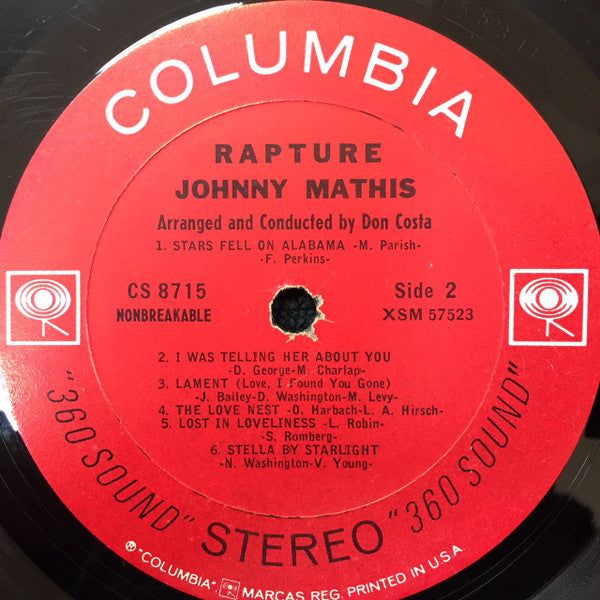 COLUMBIA
RAPTURE
JOHNNY MATHIS
Arranged and Conducted by Don Costa
1. STARS FELL ON ALABAMA -M. Parish-
-F. Perkins-
CS 8715 Side 2
NONBREAKABLE XSM 57523
2. I WAS TELLING HER ABOUT YOU
-D. George-M. Charlap-
3. LAMENT (Love, I Found You Gone)
-J. Bailey-D. Washington-M. Levy-
4. THE LOVE NEST -O. Harbach-L. A. Hirsch-
5. LOST IN LOVELINESS -L. Robin-
-S. Romberg-
6. STELLA BY STARLIGHT
-N. Washington-V. Young-
"360 SOUND" STEREO "360 SOUND"
℗ "COLUMBIA", MARCAS REG. PRINTED IN U.S.A.